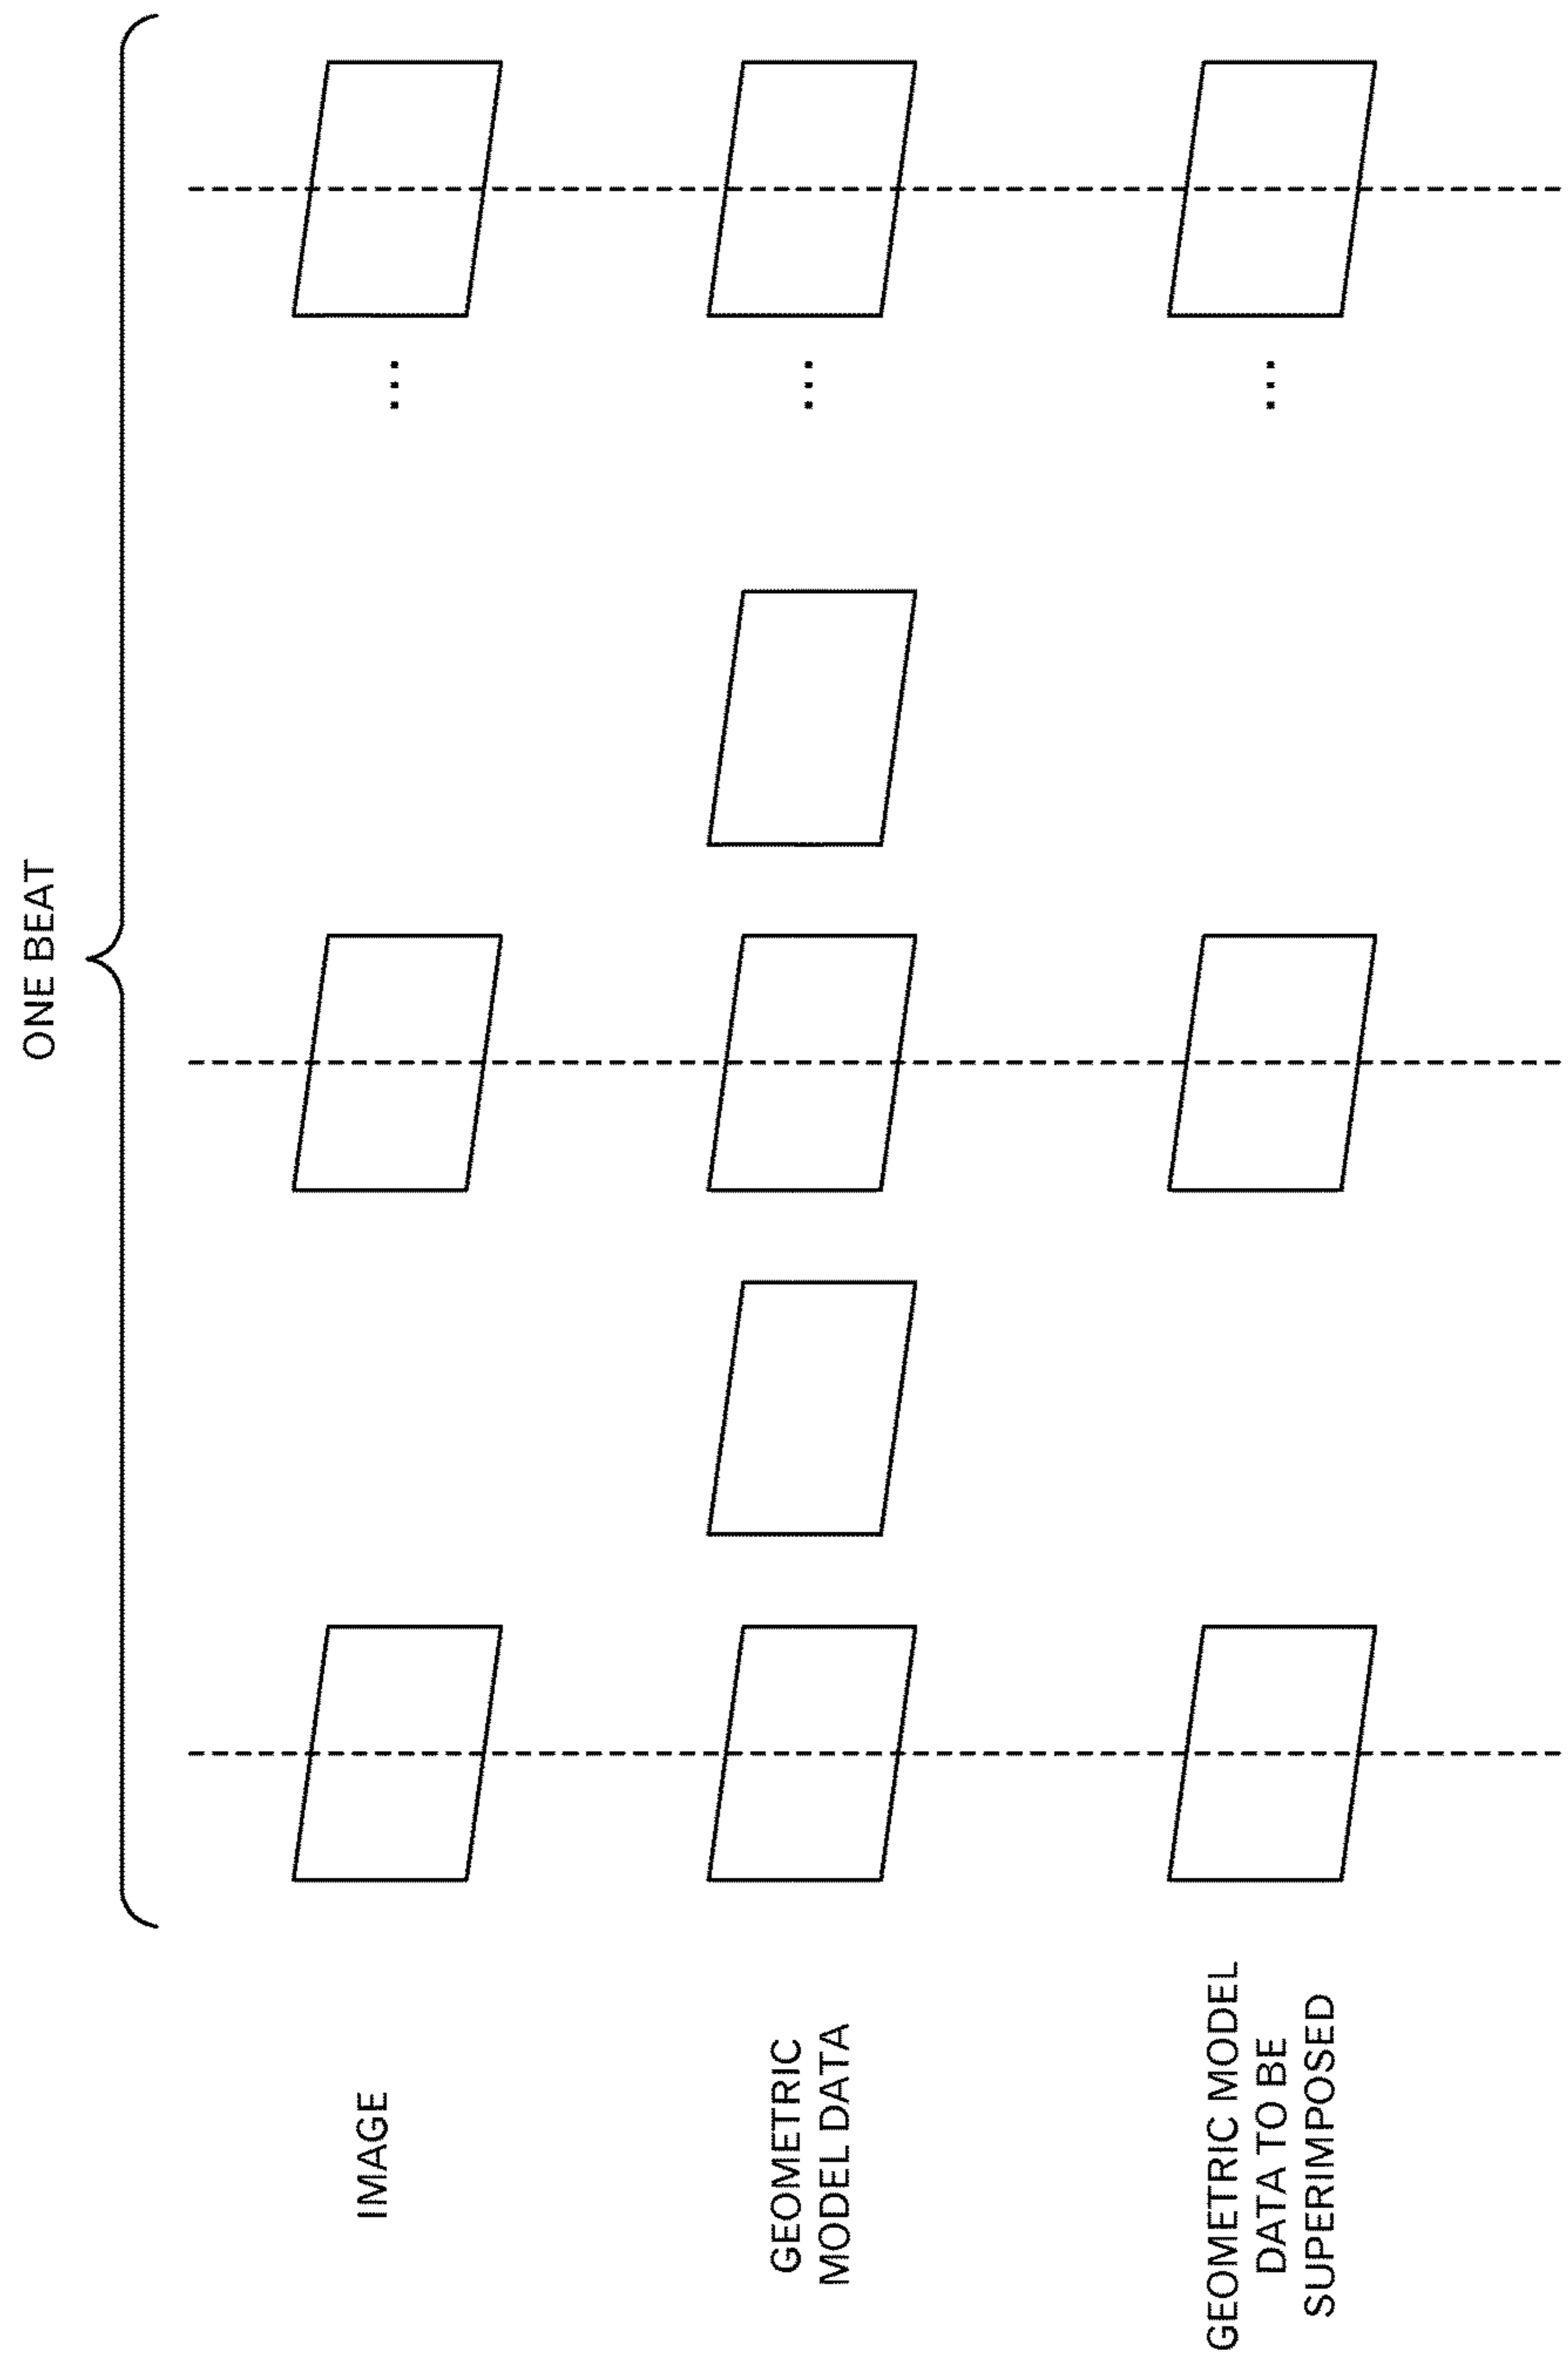 ONE BEAT
IMAGE
GEOMETRIC
MODEL DATA
GEOMETRIC MODEL
DATA TO BE
SUPERIMPOSED